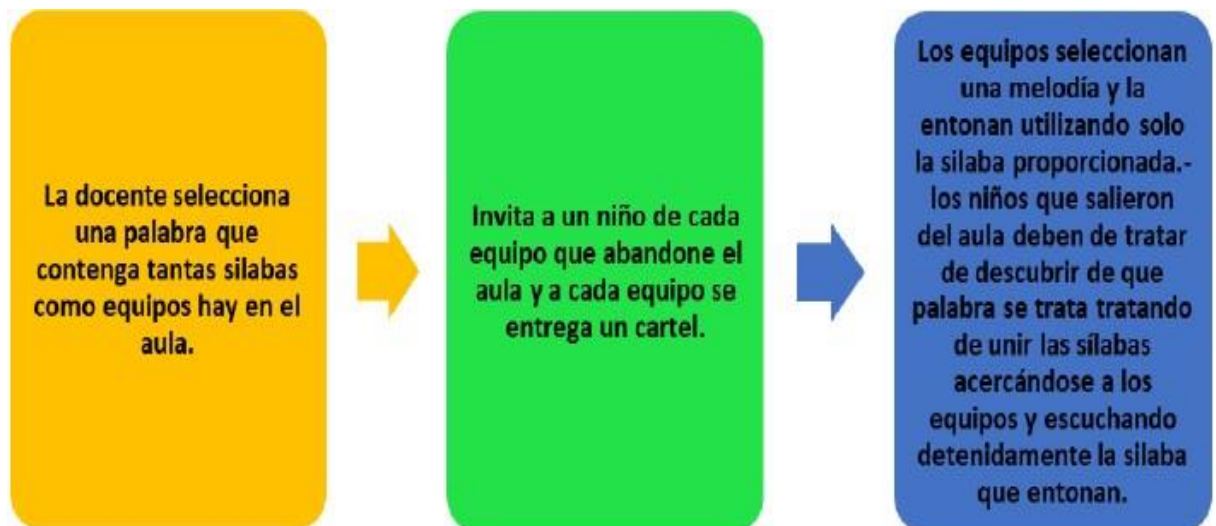 La docente selecciona
una palabra que
contenga tantas silabas
como equipos hay en el
aula.
Invita a un niño de cada
equipo que abandone el
aula y a cada equipo se
entrega un cartel.
Los equipos seleccionan
una melodía y la
entonan utilizando solo
la silaba proporcionada.-
los niños que salieron
del aula deben de tratar
de descubrir de que
palabra se trata tratando
de unir las sílabas
acercándose a los
equipos y escuchando
detenidamente la silaba
que entonan.